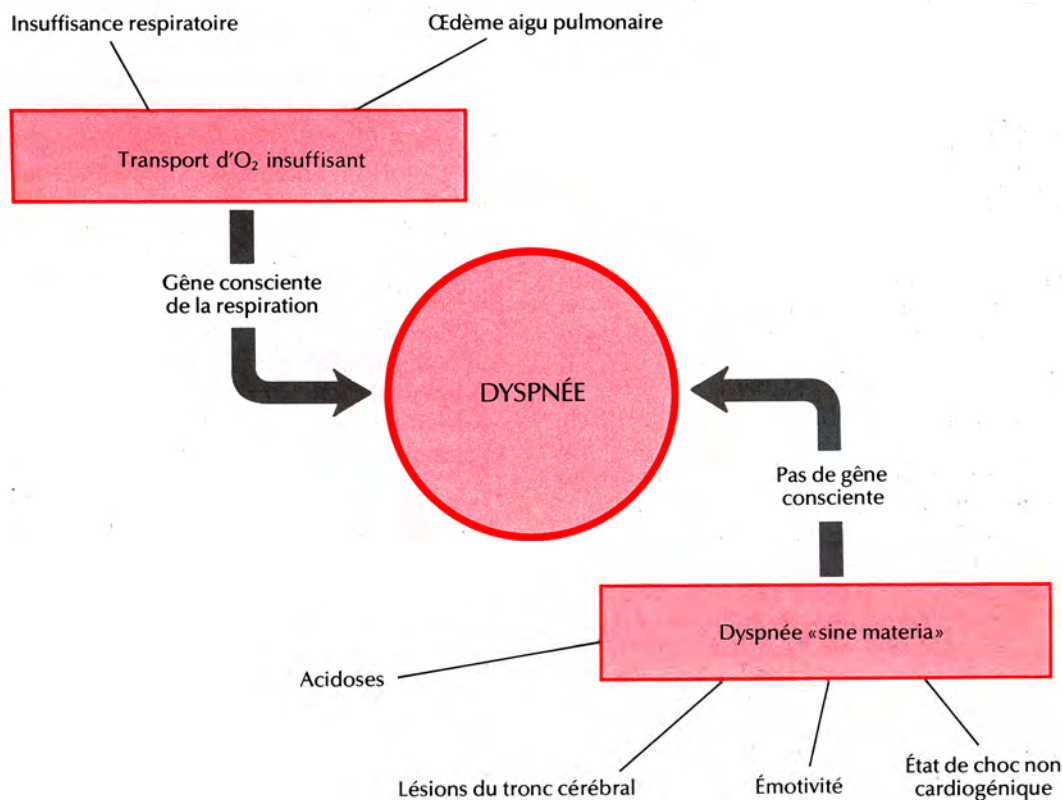 Insuffisance respiratoire
Œdème aigu pulmonaire
Transport d'O₂ insuffisant
Gêne consciente
de la respiration
DYSPNÉE
Pas de gêne
consciente
Dyspnée «sine materia»
Acidoses
Lésions du tronc cérébral
Émotivité
État de choc non
cardiogénique